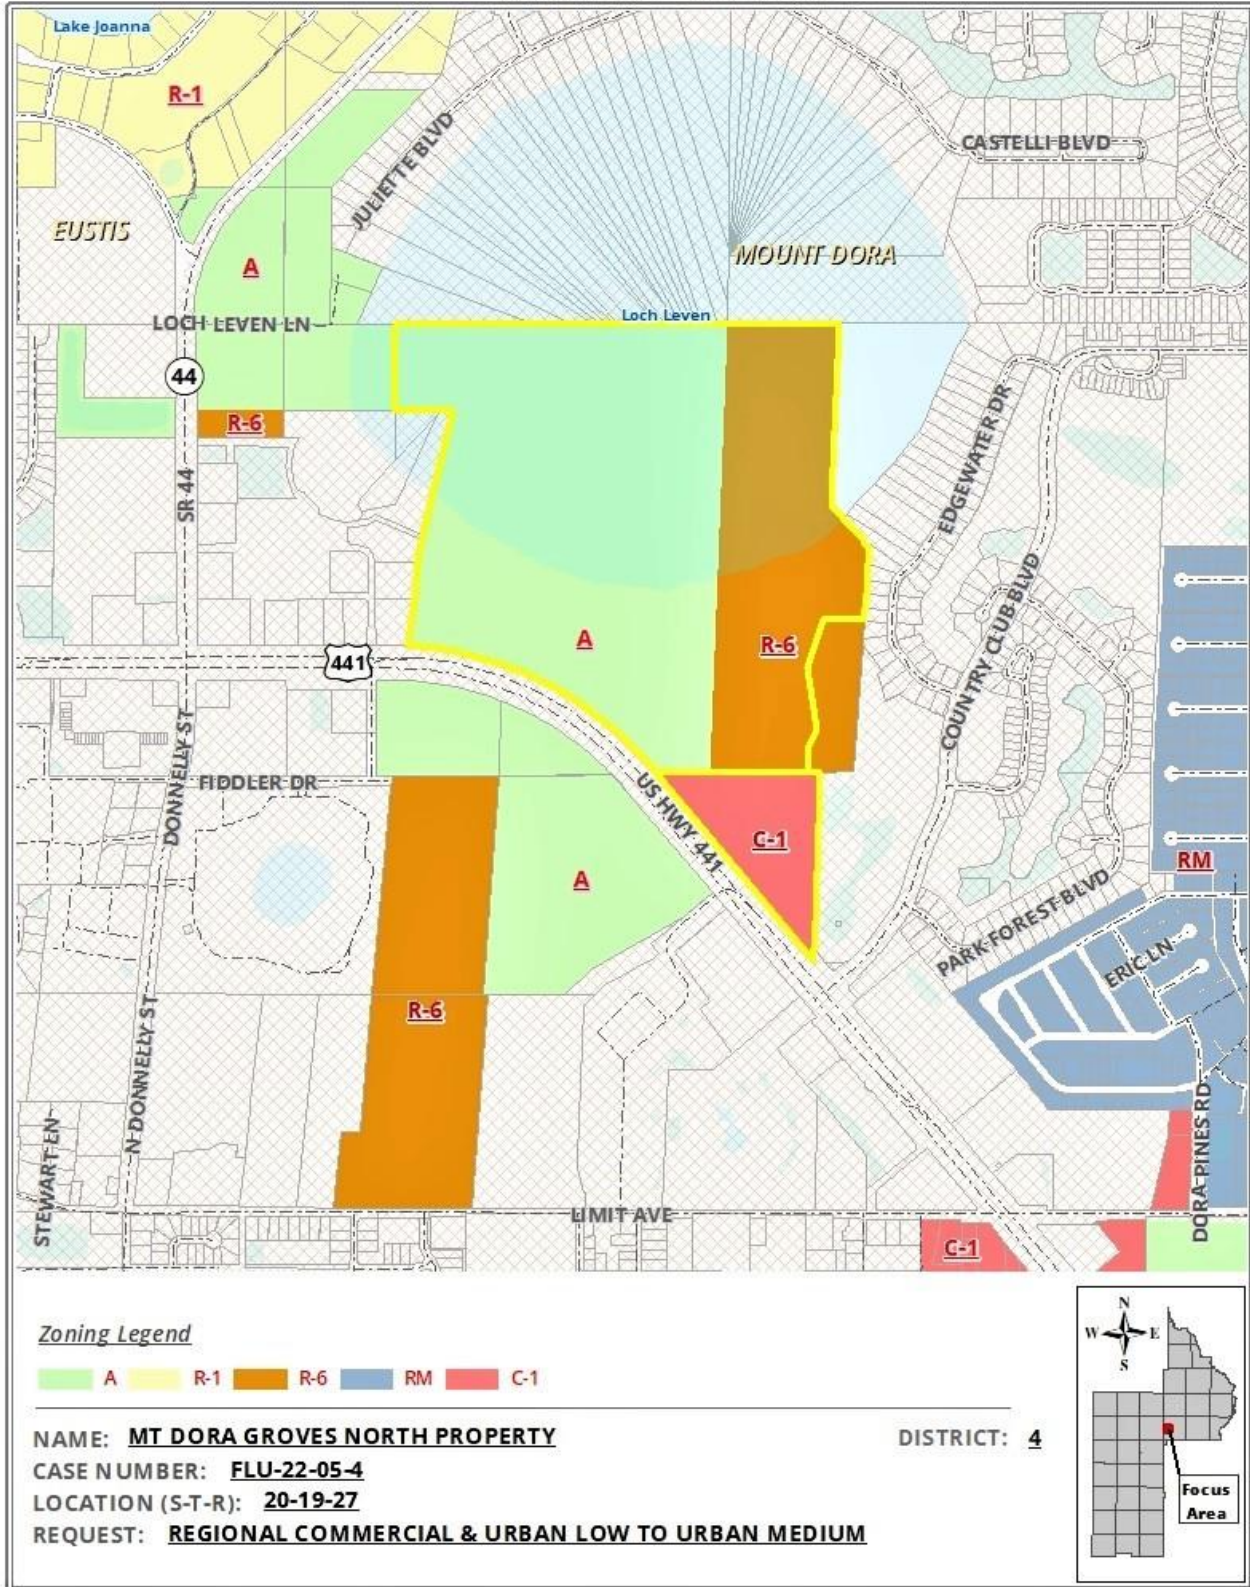 Lake Joanna
R-1
JULIETTE BLVD
CASTELLI BLVD
EUSTIS
MOUNT DORA
A
LOCH LEVEN LN
Loch Leven
44
R-6
EDGEWATER DR
SR 44
COUNTRY CLUB BLVD
A
R-6
441
DONNELLY ST
FIDDLER DR
US HWY 441
C-1
RM
A
PARK FOREST BLVD
ERIC LN
R-6
N DONNELLY ST
STEWART LN
DORA PINES RD
LIMIT AVE
C-1
Zoning Legend
A R-1 R-6 RM C-1
NAME: MT DORA GROVES NORTH PROPERTY DISTRICT: 4
CASE NUMBER: FLU-22-05-4
LOCATION (S-T-R): 20-19-27
REQUEST: REGIONAL COMMERCIAL & URBAN LOW TO URBAN MEDIUM
N
W E
S
Focus
Area